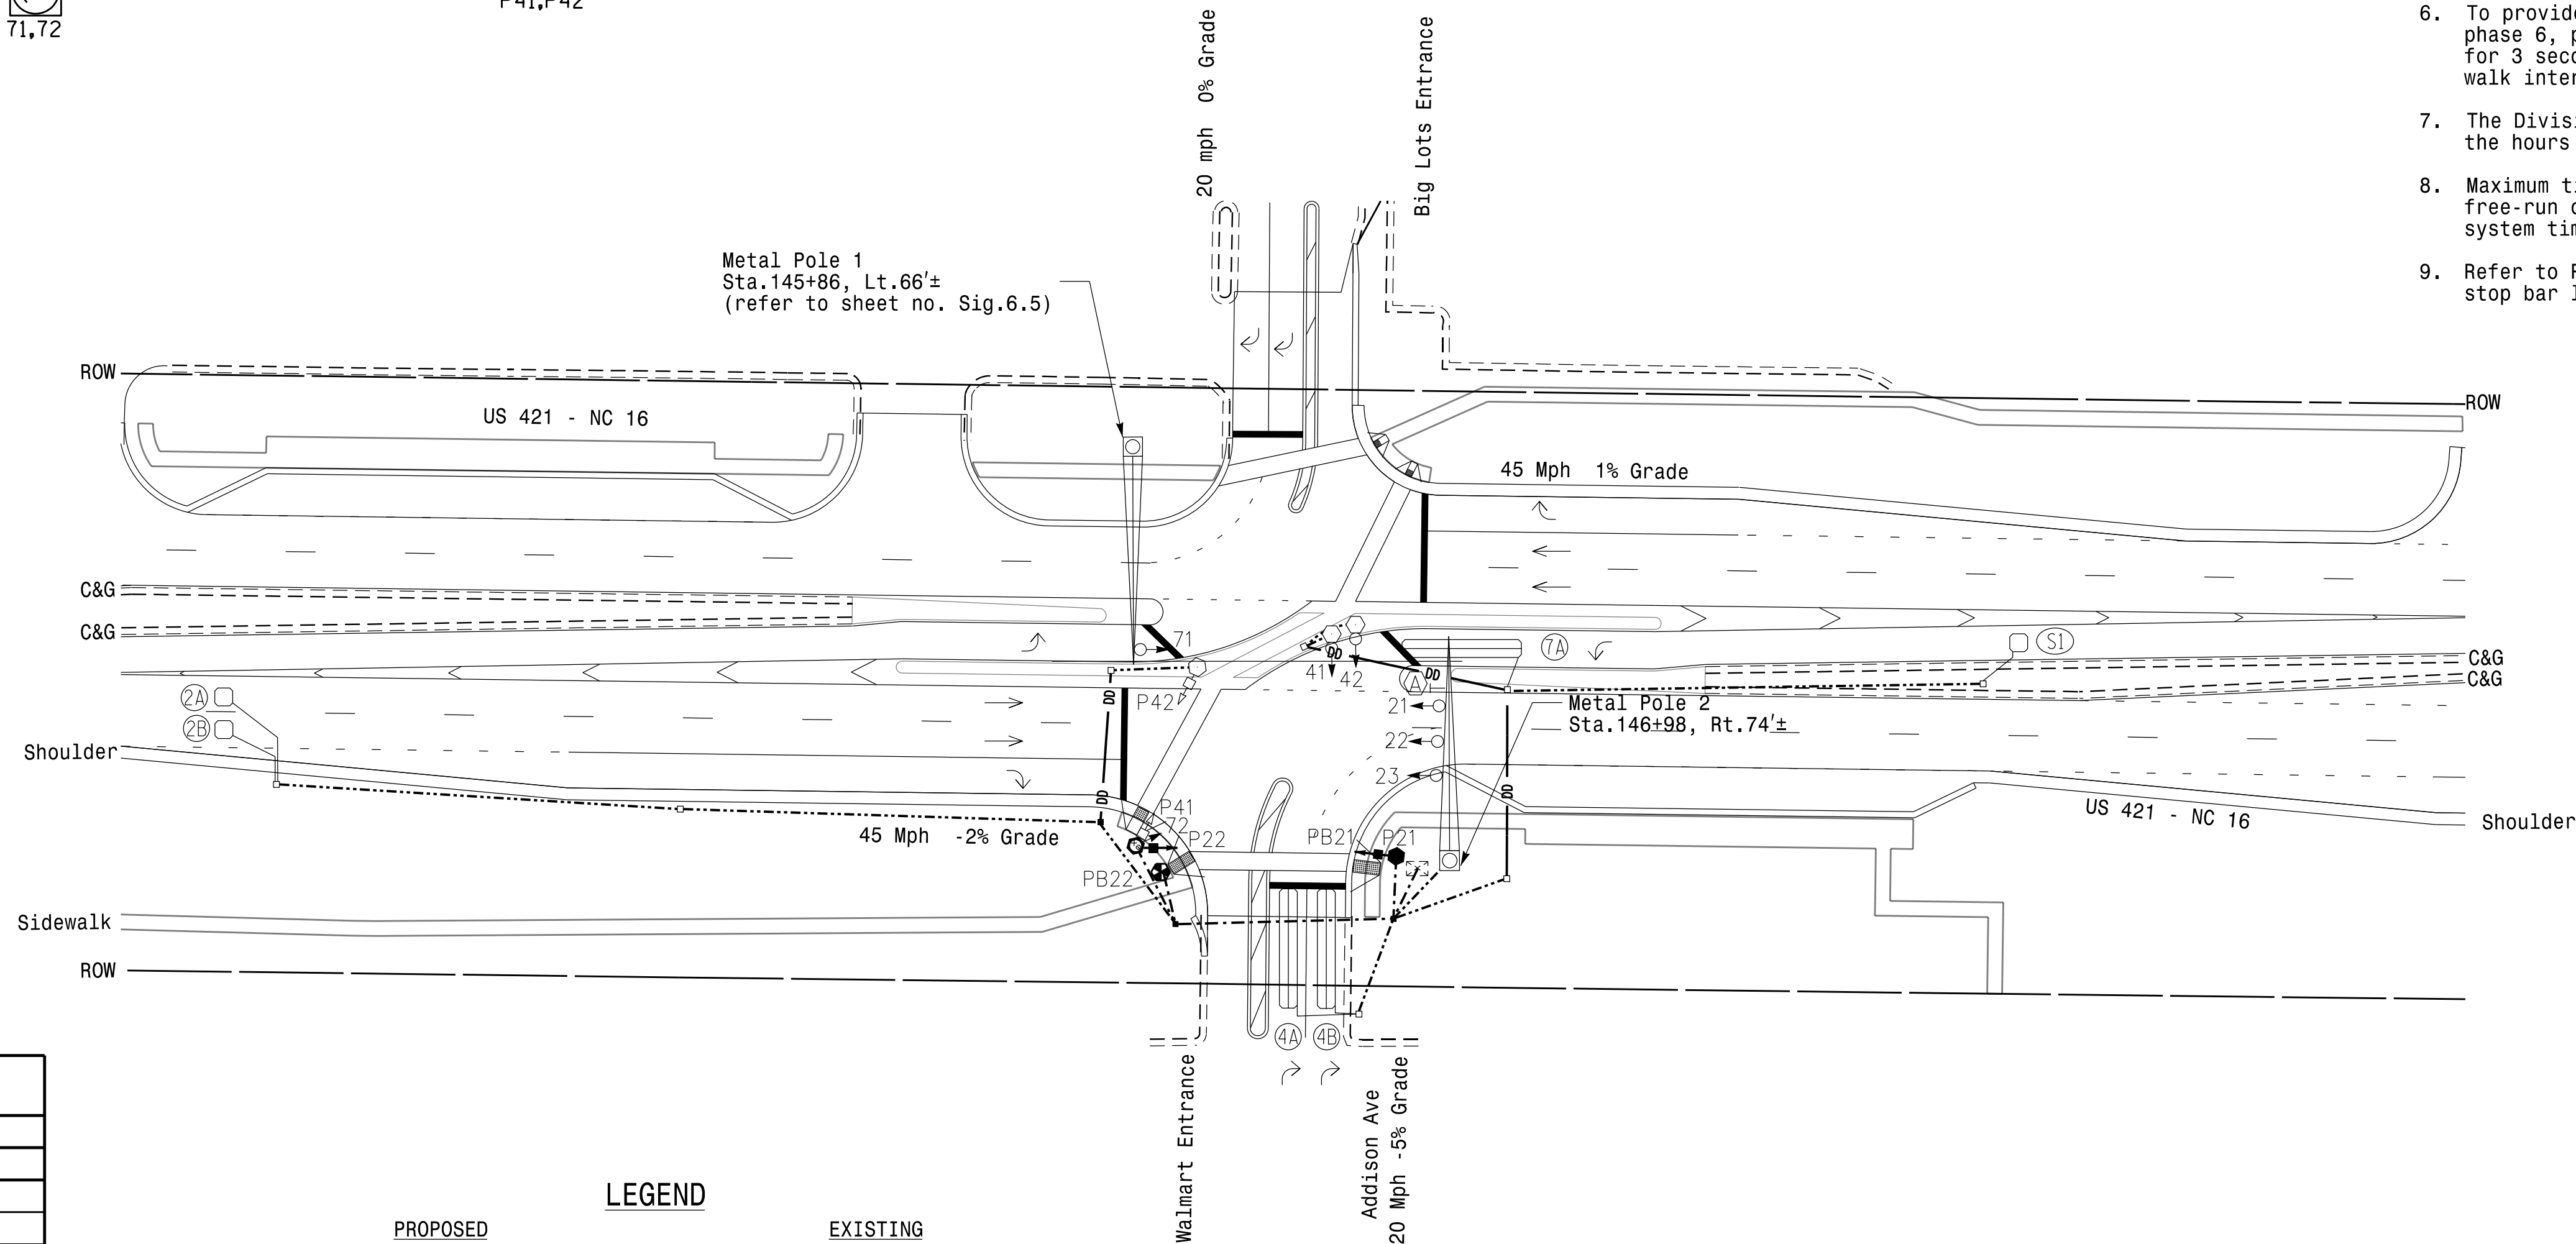 71,72
P41,P42
20 mph 0% Grade
Big Lots Entrance
6. To provid
phase 6, p
for 3 seco
walk inter
7. The Divisi
the hours
8. Maximum ti
free-run o
system tim
9. Refer to P
stop bar l
Metal Pole 1
Sta.145+86, Lt.66'±
(refer to sheet no. Sig.6.5)
ROW
US 421 - NC 16
ROW
45 Mph 1% Grade
C&G
C&G
71
7A
S1
C&G
C&G
DD
41
42
A
DD
2A
2B
DD
P42
21
22
23
Metal Pole 2
Sta.146+98, Rt.74'±
Shoulder
DD
DD
P41
72
P22
PB21
P21
45 Mph -2% Grade
PB22
US 421 - NC 16
Shoulder
Sidewalk
ROW
4A
4B
Walmart Entrance
Addison Ave
20 Mph -5% Grade
LEGEND
PROPOSED
EXISTING